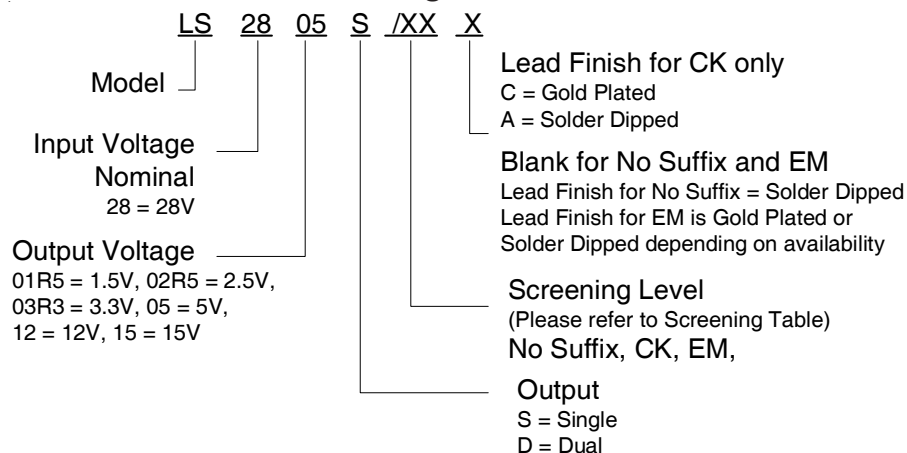 LS 28 05 S /XX X
Model
Input Voltage
Nominal
28 = 28V
Output Voltage
01R5 = 1.5V, 02R5 = 2.5V,
03R3 = 3.3V, 05 = 5V,
12 = 12V, 15 = 15V
Lead Finish for CK only
C = Gold Plated
A = Solder Dipped
Blank for No Suffix and EM
Lead Finish for No Suffix = Solder Dipped
Lead Finish for EM is Gold Plated or
Solder Dipped depending on availability
Screening Level
(Please refer to Screening Table)
No Suffix, CK, EM,
Output
S = Single
D = Dual